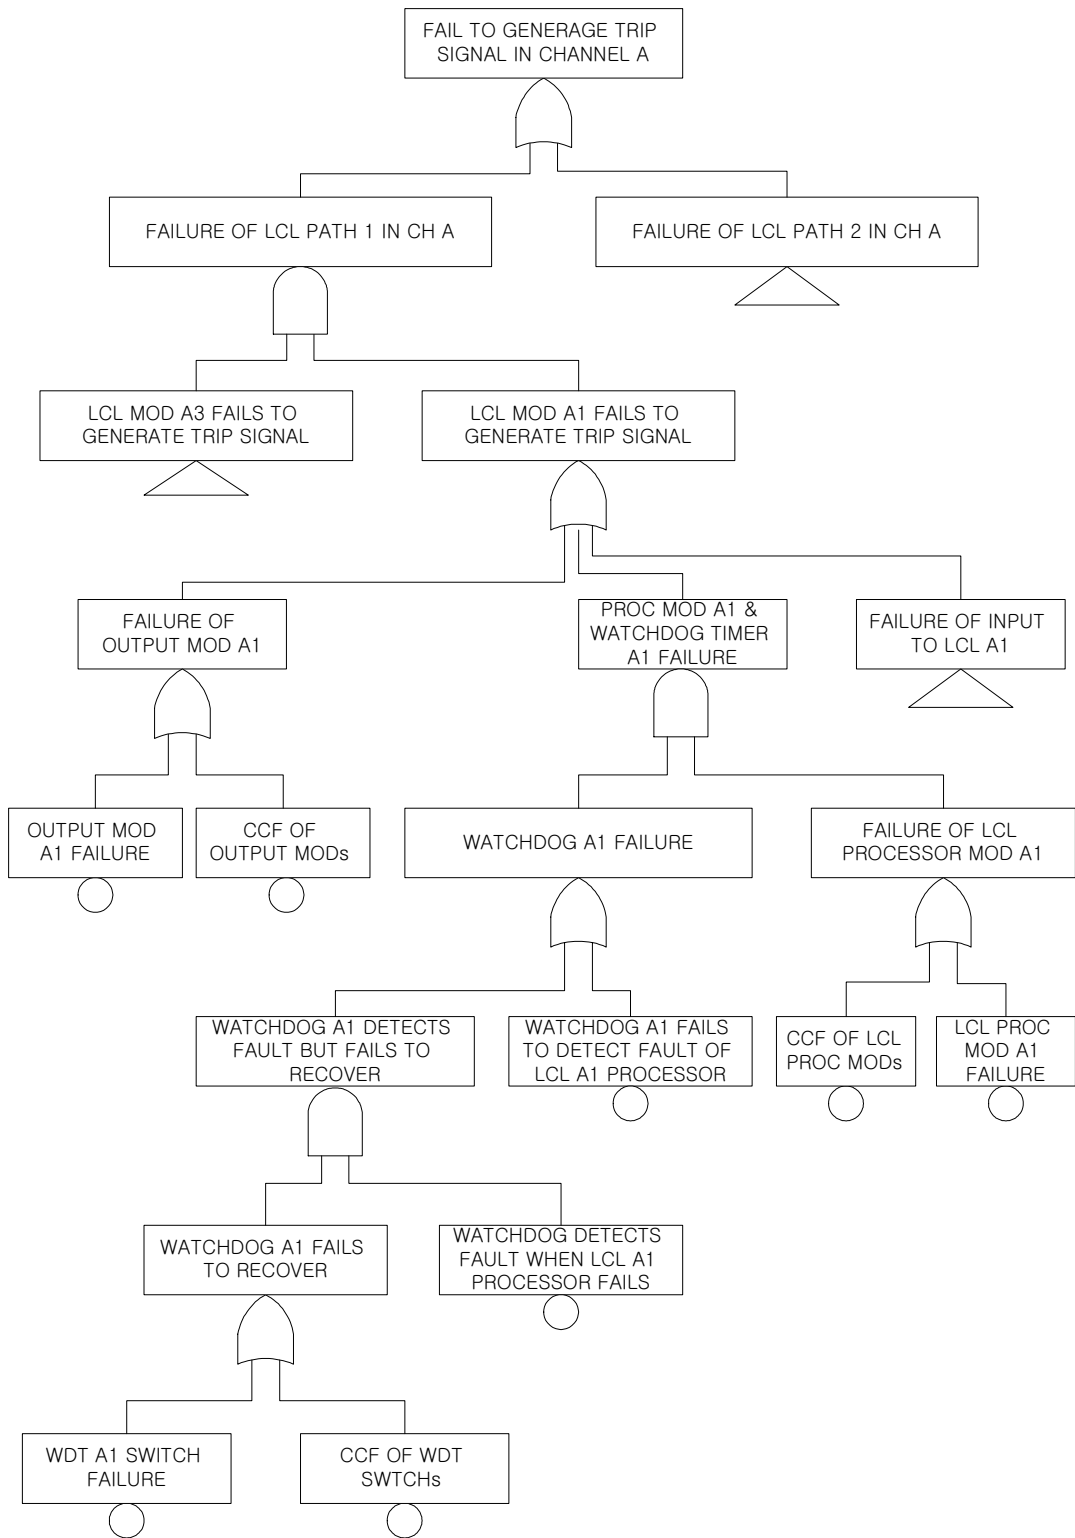 FAIL TO GENERAGE TRIP
SIGNAL IN CHANNEL A
FAILURE OF LCL PATH 1 IN CH A
FAILURE OF LCL PATH 2 IN CH A
LCL MOD A3 FAILS TO
GENERATE TRIP SIGNAL
LCL MOD A1 FAILS TO
GENERATE TRIP SIGNAL
FAILURE OF
OUTPUT MOD A1
PROC MOD A1 &
WATCHDOG TIMER
A1 FAILURE
FAILURE OF INPUT
TO LCL A1
OUTPUT MOD
A1 FAILURE
CCF OF
OUTPUT MODs
WATCHDOG A1 FAILURE
FAILURE OF LCL
PROCESSOR MOD A1
WATCHDOG A1 DETECTS
FAULT BUT FAILS TO
RECOVER
WATCHDOG A1 FAILS
TO DETECT FAULT OF
LCL A1 PROCESSOR
CCF OF LCL
PROC MODs
LCL PROC
MOD A1
FAILURE
WATCHDOG A1 FAILS
TO RECOVER
WATCHDOG DETECTS
FAULT WHEN LCL A1
PROCESSOR FAILS
WDT A1 SWITCH
FAILURE
CCF OF WDT
SWTCHs